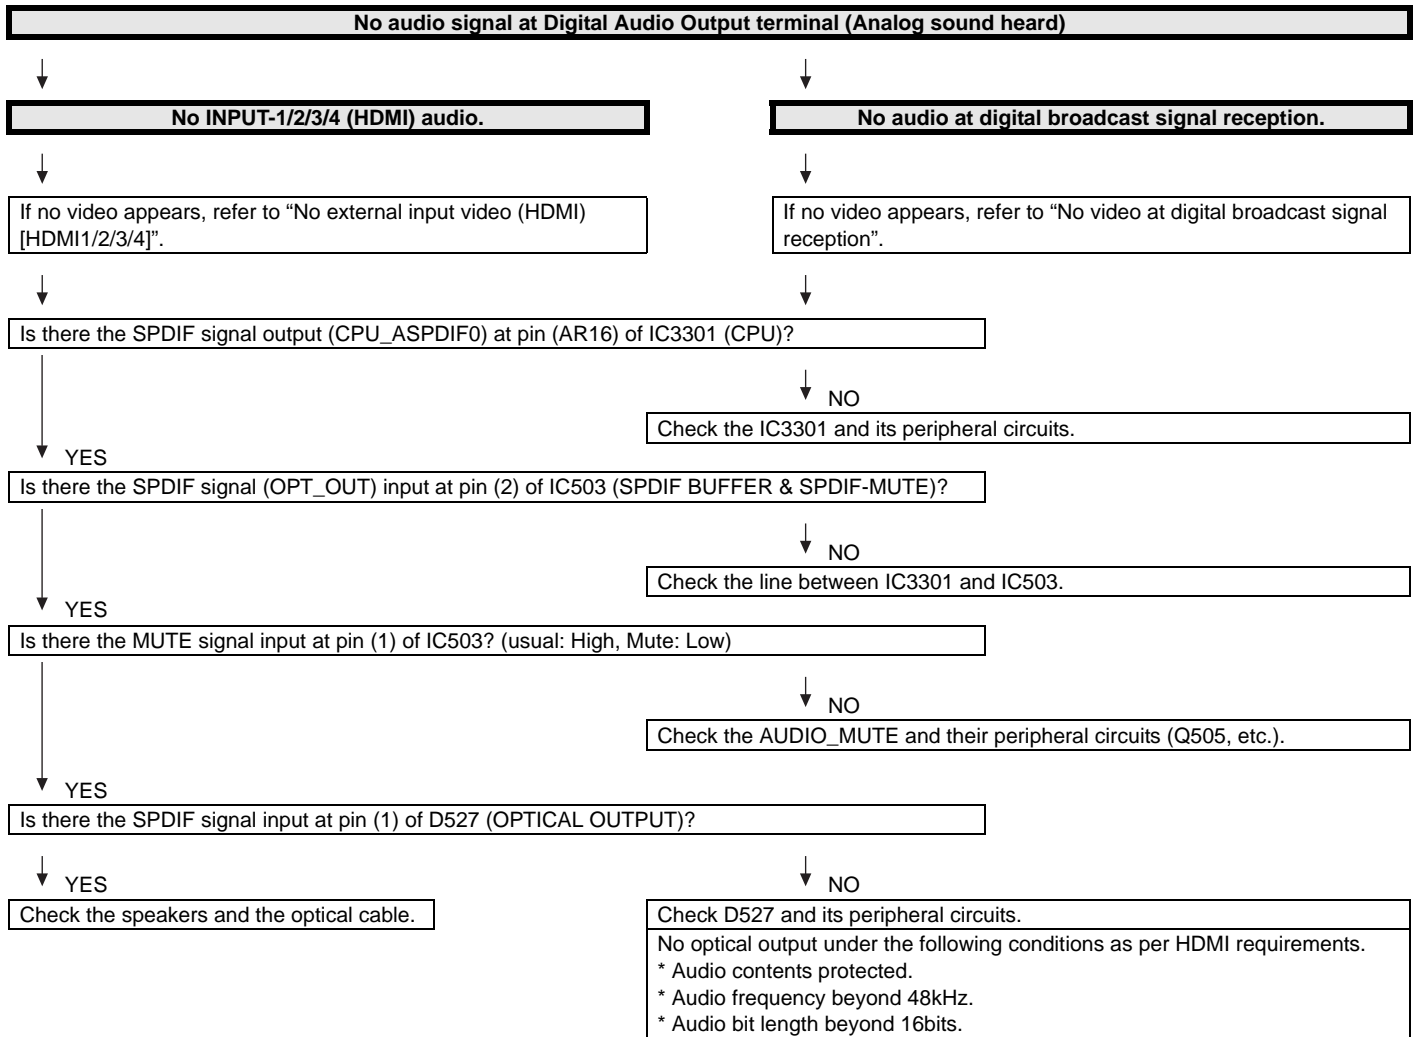 No audio signal at Digital Audio Output terminal (Analog sound heard)
No INPUT-1/2/3/4 (HDMI) audio.
No audio at digital broadcast signal reception.
If no video appears, refer to “No external input video (HDMI)
[HDMI1/2/3/4]”.
If no video appears, refer to “No video at digital broadcast signal
reception”.
Is there the SPDIF signal output (CPU_ASPDIF0) at pin (AR16) of IC3301 (CPU)?
NO
Check the IC3301 and its peripheral circuits.
YES
Is there the SPDIF signal (OPT_OUT) input at pin (2) of IC503 (SPDIF BUFFER & SPDIF-MUTE)?
NO
Check the line between IC3301 and IC503.
YES
Is there the MUTE signal input at pin (1) of IC503? (usual: High, Mute: Low)
NO
Check the AUDIO_MUTE and their peripheral circuits (Q505, etc.).
YES
Is there the SPDIF signal input at pin (1) of D527 (OPTICAL OUTPUT)?
YES
NO
Check the speakers and the optical cable.
Check D527 and its peripheral circuits.
No optical output under the following conditions as per HDMI requirements.
* Audio contents protected.
* Audio frequency beyond 48kHz.
* Audio bit length beyond 16bits.